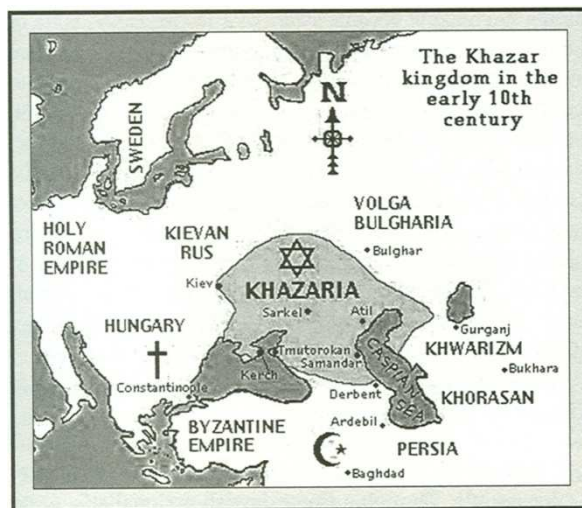 The Khazar
kingdom in the
early 10th
century
N
SWEDEN
VOLGA
BULGHARIA
HOLY
ROMAN
EMPIRE
KIEVAN
RUS
Bulghar
Kiev
KHAZARIA
Sarkel
Atil
Gurganj
HUNGARY
KHWARIZM
Tmutorokan
Samandar
CASPIAN
SEA
Bukhara
Constantinople
Kerch
Derbent
KHORASAN
BYZANTINE
EMPIRE
Ardebil
PERSIA
Baghdad